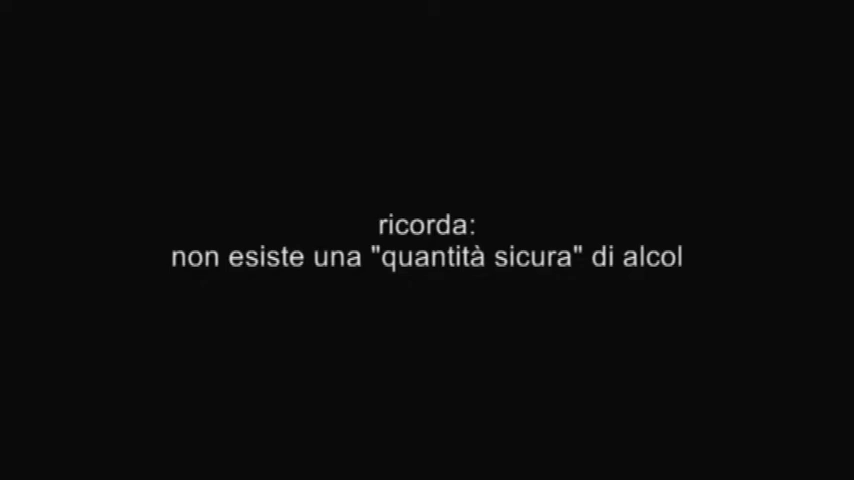 ricorda:
non esiste una "quantità sicura" di alcol